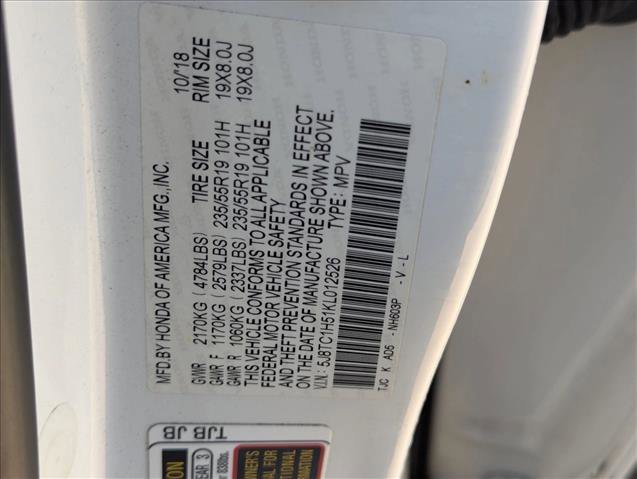 MFD.BY HONDA OF AMERICA MFG.,INC. 10/'18
GVWR 2170KG (4784LBS) TIRE SIZE RIM SIZE
GAWR F 1170KG (2579LBS) 235/55R19 101H 19X8.0J
GAWR R 1060KG (2337LBS) 235/55R19 101H 19X8.0J
THIS VEHICLE CONFORMS TO ALL APPLICABLE
FEDERAL MOTOR VEHICLE SAFETY
AND THEFT PREVENTION STANDARDS IN EFFECT
ON THE DATE OF MANUFACTURE SHOWN ABOVE.
V.I.N.: 5J8TC1H51KL012526 TYPE: MPV
TJC K AD5 -NH603P -V-L
TJB JB
EAR 3